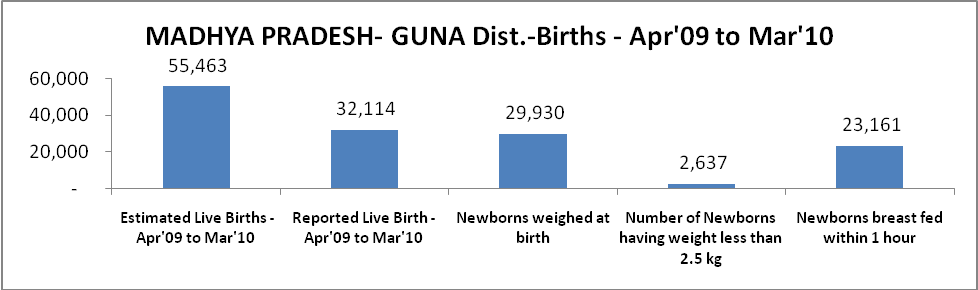 MADHYA PRADESH- GUNA Dist.-Births - Apr'09 to Mar'10
55,463
60,000
32,114
29,930
40,000
23,161
20,000
2,637
-
Estimated Live Births -
Apr'09 to Mar'10
Reported Live Birth -
Apr'09 to Mar'10
Newborns weighed at
birth
Number of Newborns
having weight less than
2.5 kg
Newborns breast fed
within 1 hour